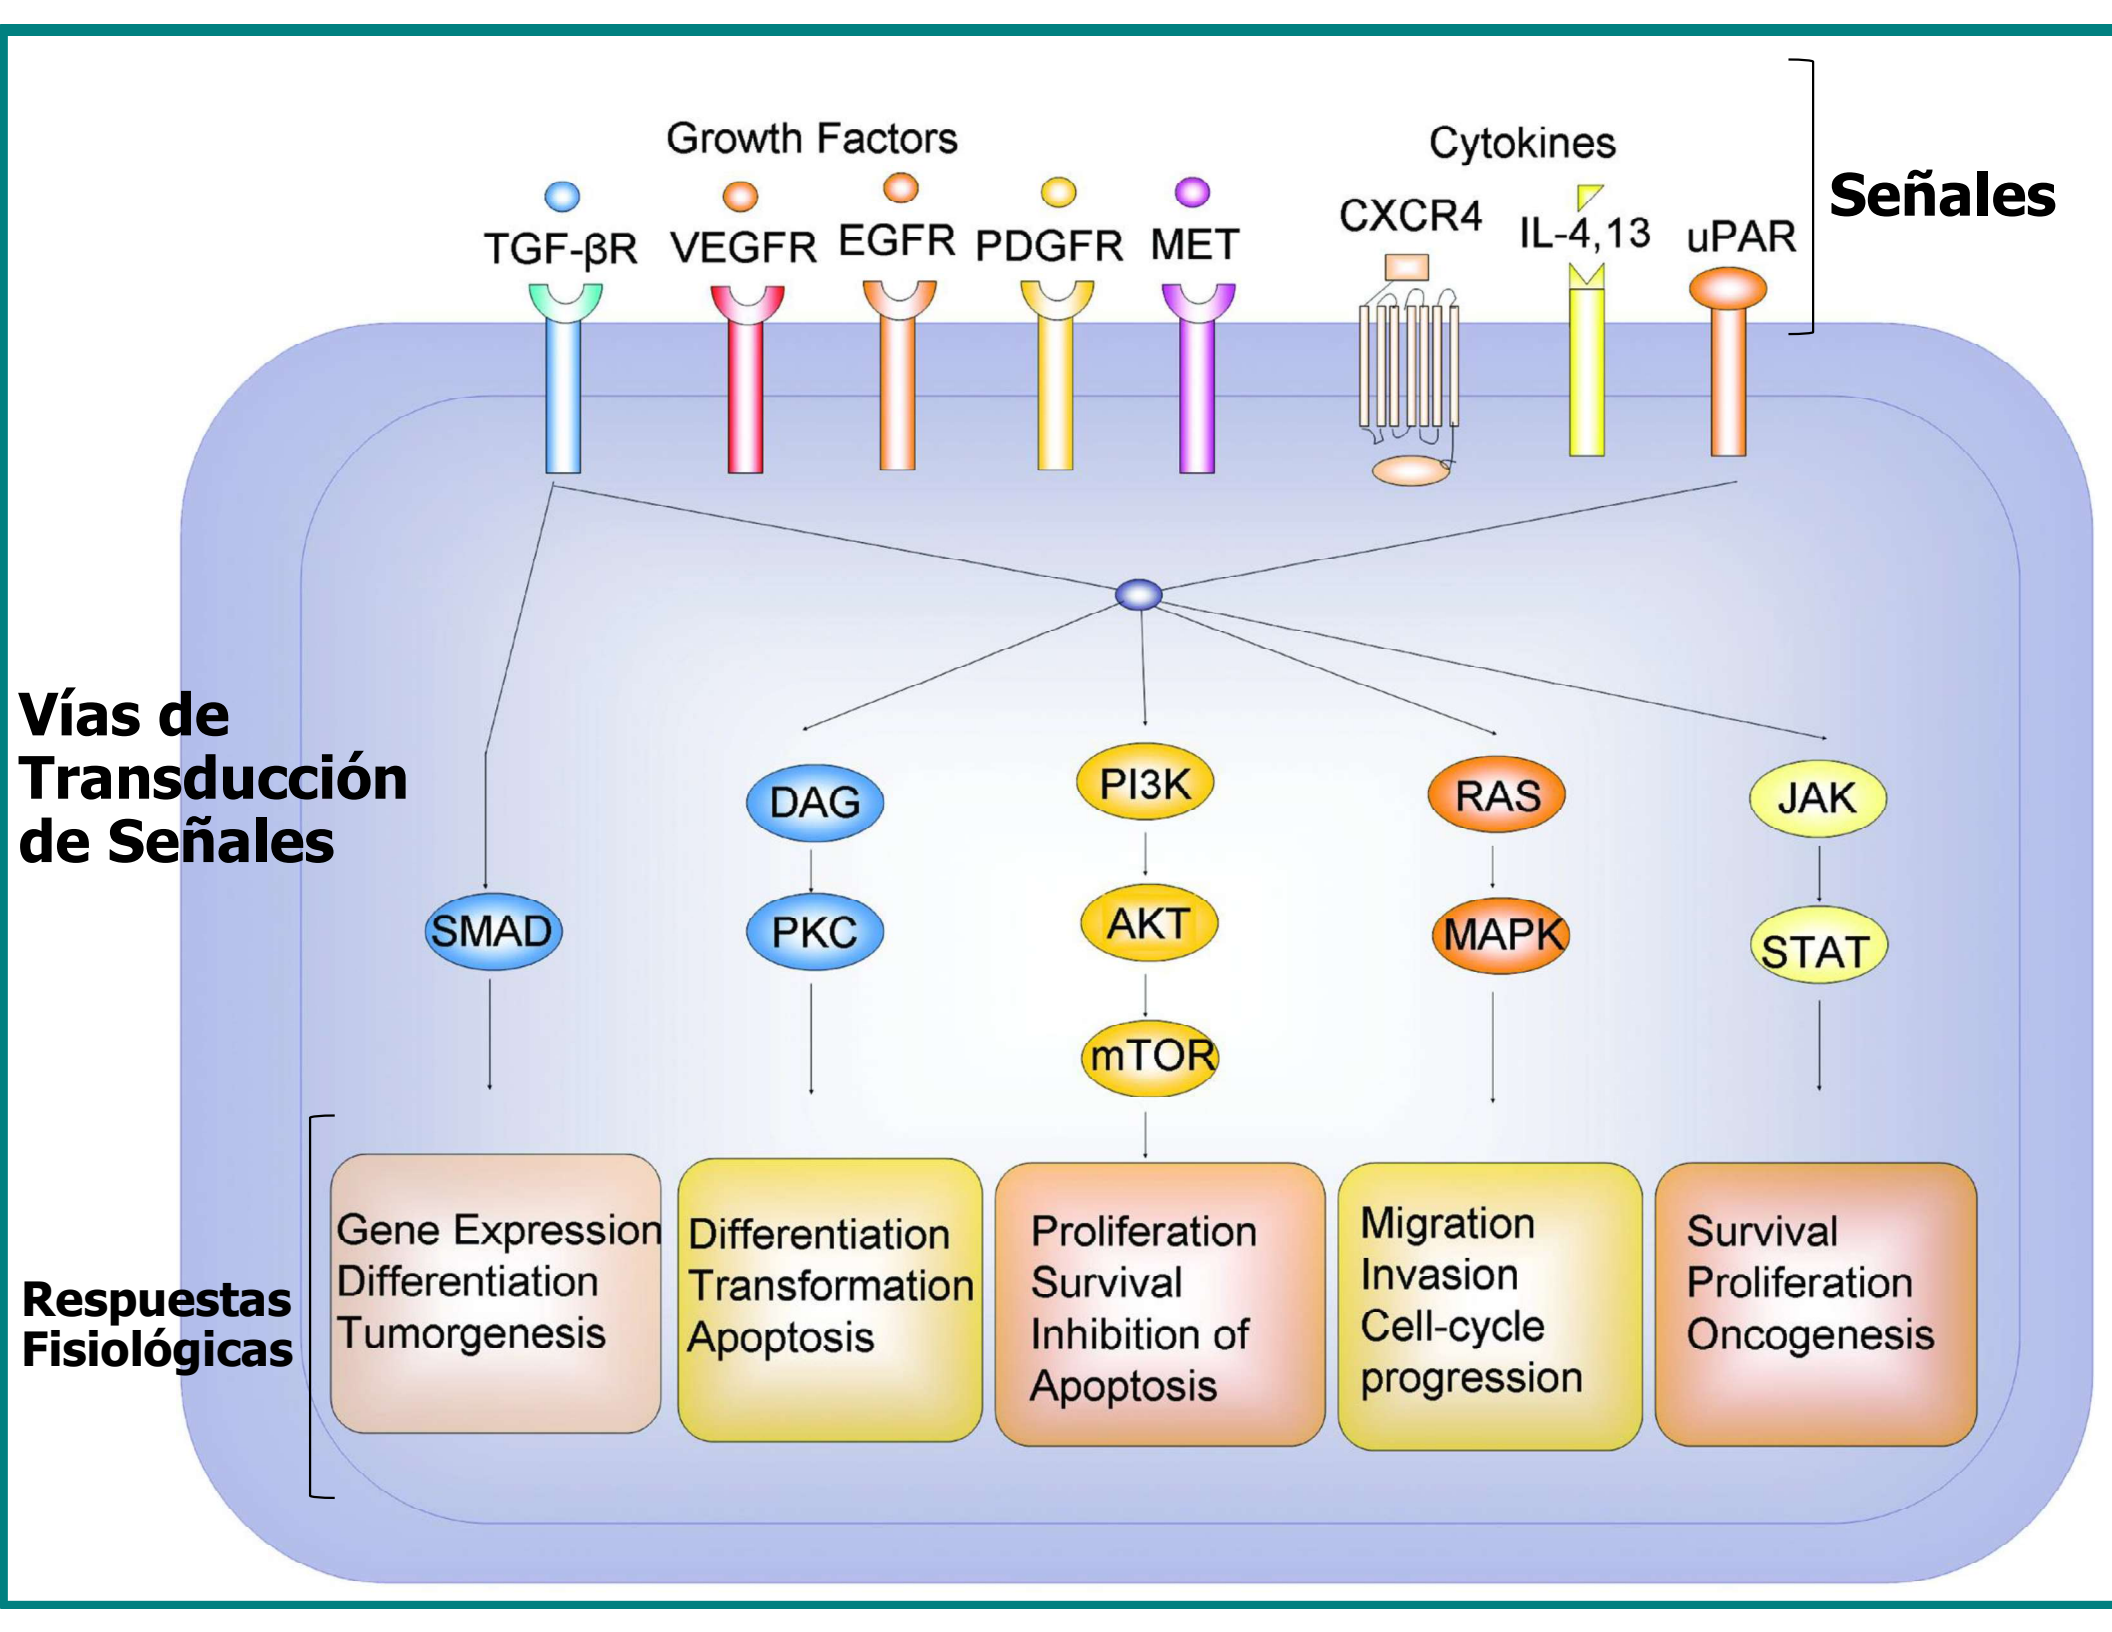 Growth Factors
Cytokines
Señales
TGF-βR
VEGFR
EGFR
PDGFR
MET
CXCR4
IL-4,13
uPAR
Vías de
Transducción
de Señales
DAG
PI3K
RAS
JAK
SMAD
PKC
AKT
MAPK
STAT
mTOR
Respuestas
Fisiológicas
Gene Expression
Differentiation
Tumorgenesis
Differentiation
Transformation
Apoptosis
Proliferation
Survival
Inhibition of
Apoptosis
Migration
Invasion
Cell-cycle
progression
Survival
Proliferation
Oncogenesis